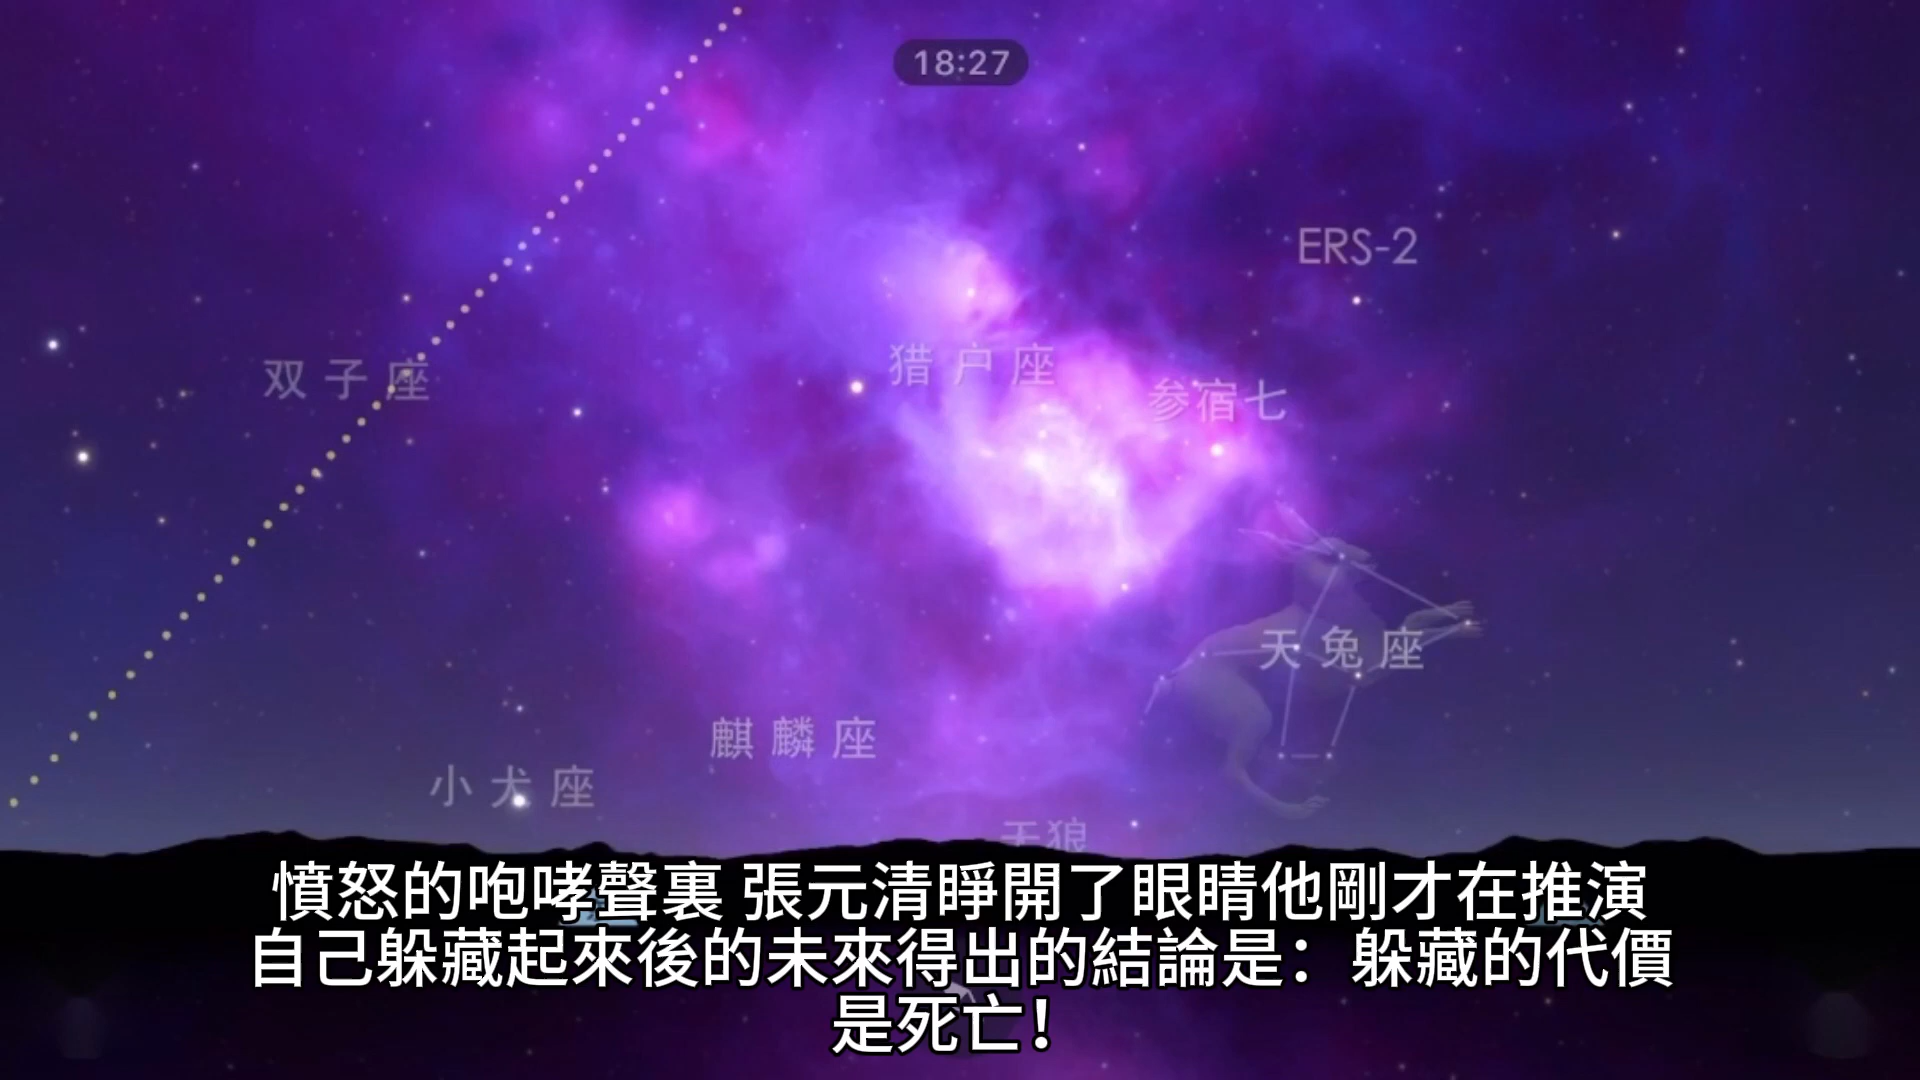 18:27
ERS-2
猎户座
双子座
参宿七
天兔座
麒麟座
小犬座
天狼
憤怒的咆哮聲裏 張元清睜開了眼睛他剛才在推演
自己躲藏起來後的未來得出的結論是：躲藏的代價
是死亡！